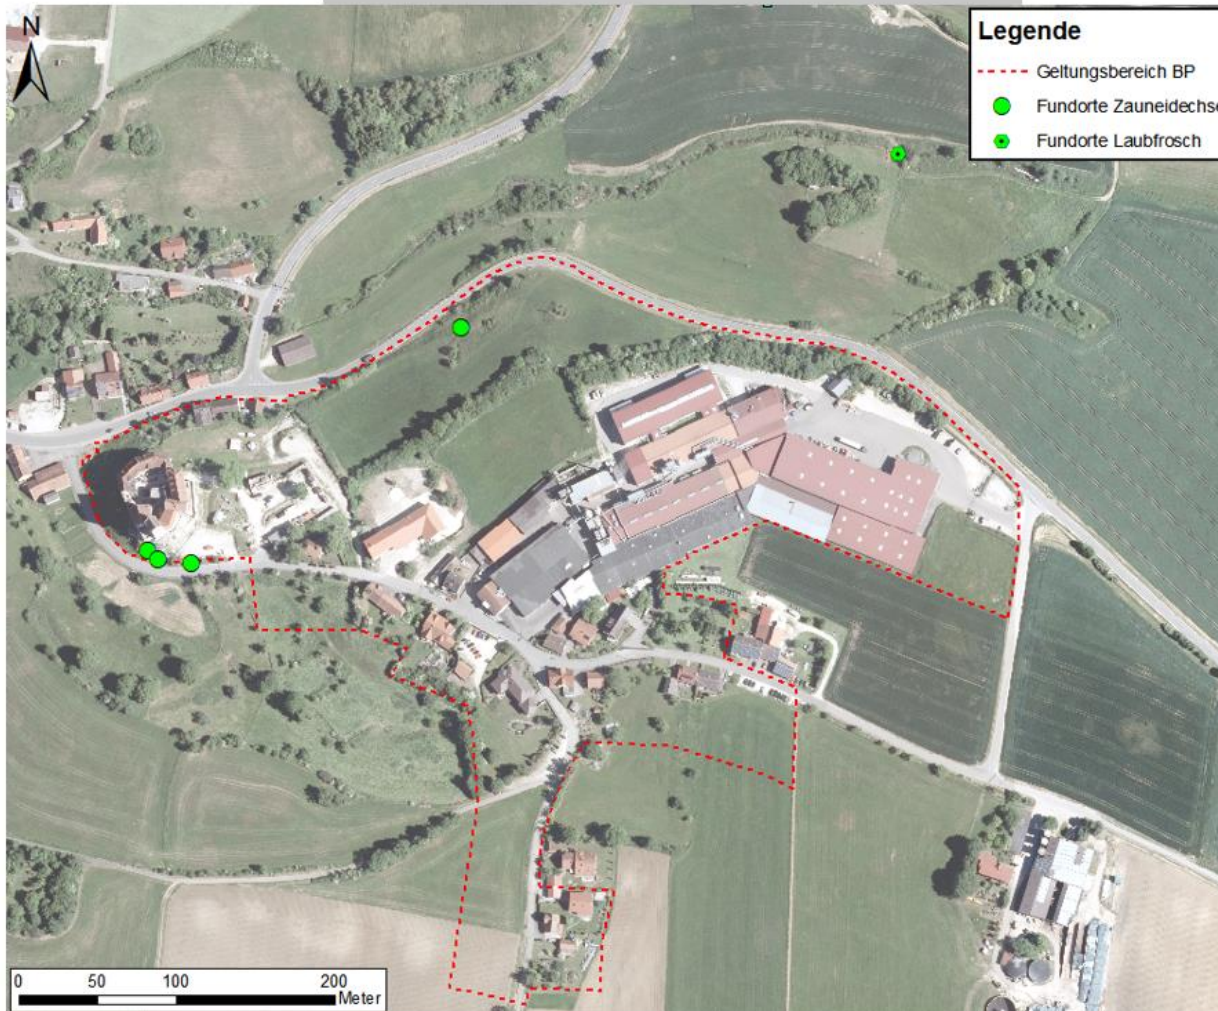 N
Legende
Geltungsbereich BP
Fundorte Zauneidechse
Fundorte Laubfrosch
0 50 100 200
Meter